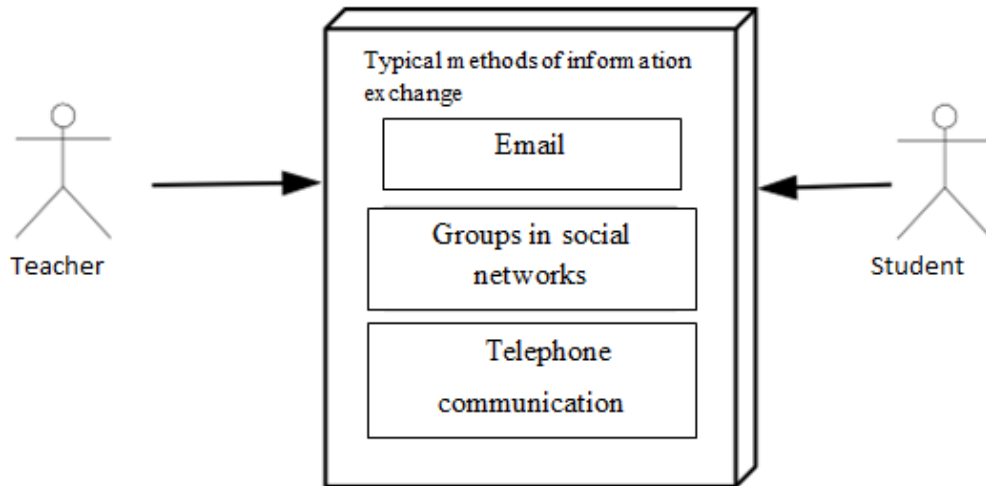 Typical methods of information
exchange
Email
Groups in social
networks
Telephone
communication
Teacher
Student